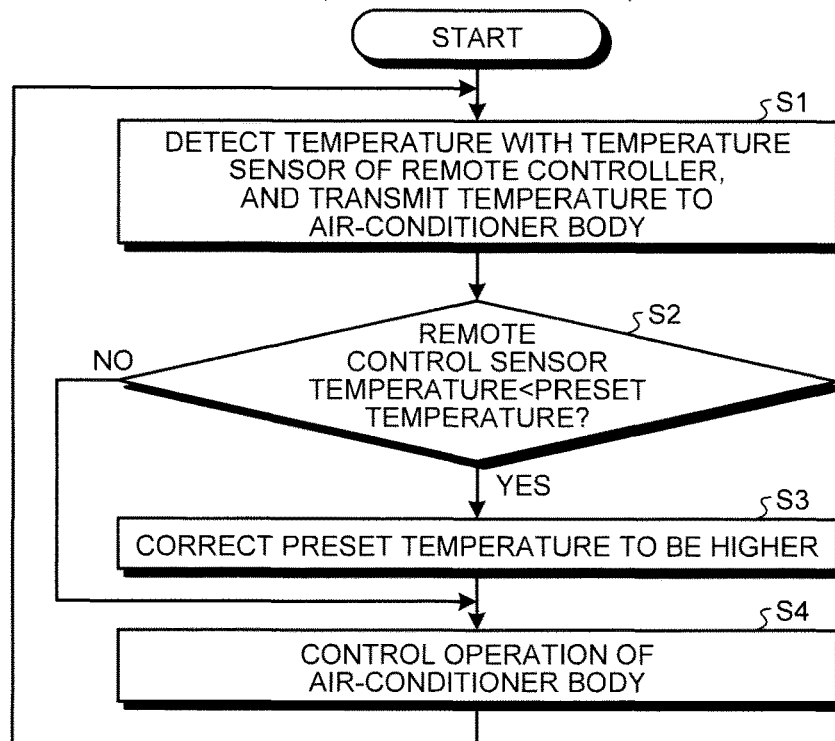 START
S1
DETECT TEMPERATURE WITH TEMPERATURE
SENSOR OF REMOTE CONTROLLER,
AND TRANSMIT TEMPERATURE TO
AIR-CONDITIONER BODY
S2
REMOTE
CONTROL SENSOR
TEMPERATURE<PRESET
TEMPERATURE?
NO
YES
S3
CORRECT PRESET TEMPERATURE TO BE HIGHER
S4
CONTROL OPERATION OF
AIR-CONDITIONER BODY